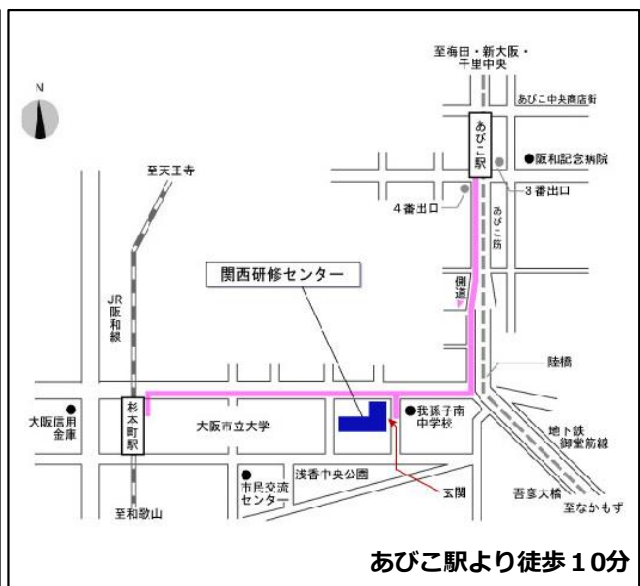 至梅田・新大阪・
千里中央
あびこ中央商店街
N
あびこ駅
阪和記念病院
至天王寺
3番出口
4番出口
あびこ筋
関西研修センター
側道
JR
阪和
線
陸橋
杉本町駅
大阪信用
金庫
大阪市立大学
我孫子南
中学校
地下鉄
御堂筋線
市民交流
センター
浅香中央公園
玄関
吾彦大橋
至なかもず
至和歌山
あびこ駅より徒歩10分